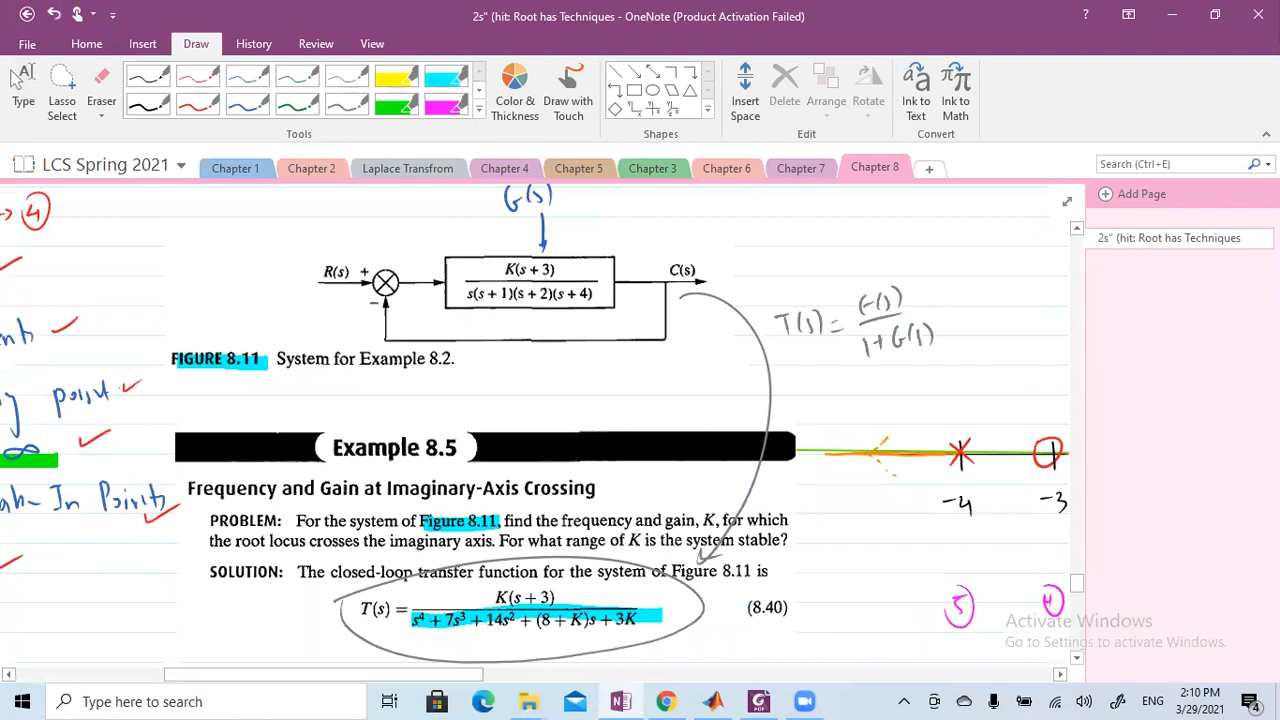 2s" (hit: Root has Techniques - OneNote (Product Activation Failed)
File Home Insert Draw History Review View
Type
Lasso Select
Eraser
Color & Thickness
Draw with Touch
Insert Space
Delete
Arrange
Rotate
Ink to Text
Ink to Math
Tools
Shapes
Edit
Convert
LCS Spring 2021
Chapter 1 Chapter 2 Laplace Transfrom Chapter 4 Chapter 5 Chapter 3 Chapter 6 Chapter 7 Chapter 8
Search (Ctrl+E)
Add Page
2s" (hit: Root has Techniques
4
G(s)
R(s) +
−
K(s + 3)
s(s + 1)(s + 2)(s + 4)
C(s)
T(s) = G(s)
1 + G(s)
FIGURE 8.11 System for Example 8.2.
point
∞
In Points
Example 8.5
-4 -3
Frequency and Gain at Imaginary-Axis Crossing
PROBLEM: For the system of Figure 8.11, find the frequency and gain, K, for which
the root locus crosses the imaginary axis. For what range of K is the system stable?
SOLUTION: The closed-loop transfer function for the system of Figure 8.11 is
T(s) = K(s + 3)
s⁴ + 7s³ + 14s² + (8 + K)s + 3K
(8.40)
5 4
Activate Windows
Go to Settings to activate Windows.
Type here to search
ENG
2:10 PM
3/29/2021
4